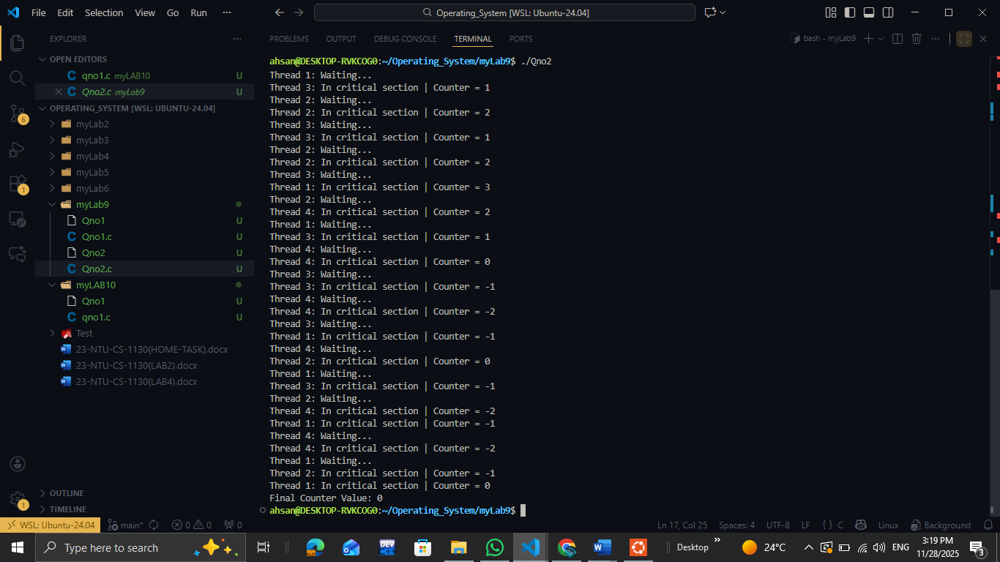 File Edit Selection View Go Run ··· Operating_System [WSL: Ubuntu-24.04]
EXPLORER ···
OPEN EDITORS
qno1.c myLAB10 U
Qno2.c myLab9 U
OPERATING_SYSTEM [WSL: UBUNTU-24.04]
myLab2
myLab3
myLab4
myLab5
myLab6
myLab9
Qno1 U
Qno1.c U
Qno2 U
Qno2.c U
myLAB10
Qno1 U
qno1.c U
Test
23-NTU-CS-1130(HOME-TASK).docx
23-NTU-CS-1130(LAB2).docx
23-NTU-CS-1130(LAB4).docx
OUTLINE
TIMELINE
6
1
1
PROBLEMS OUTPUT DEBUG CONSOLE TERMINAL PORTS bash - myLab9 ···
ahsan@DESKTOP-RVKCOG0:~/Operating_System/myLab9$ ./Qno2
Thread 1: Waiting...
Thread 3: In critical section | Counter = 1
Thread 2: Waiting...
Thread 2: In critical section | Counter = 2
Thread 3: Waiting...
Thread 3: In critical section | Counter = 1
Thread 2: Waiting...
Thread 2: In critical section | Counter = 2
Thread 3: Waiting...
Thread 1: In critical section | Counter = 3
Thread 2: Waiting...
Thread 4: In critical section | Counter = 2
Thread 1: Waiting...
Thread 3: In critical section | Counter = 1
Thread 4: Waiting...
Thread 4: In critical section | Counter = 0
Thread 3: Waiting...
Thread 3: In critical section | Counter = -1
Thread 4: Waiting...
Thread 4: In critical section | Counter = -2
Thread 3: Waiting...
Thread 1: In critical section | Counter = -1
Thread 4: Waiting...
Thread 2: In critical section | Counter = 0
Thread 1: Waiting...
Thread 3: In critical section | Counter = -1
Thread 2: Waiting...
Thread 4: In critical section | Counter = -2
Thread 1: In critical section | Counter = -1
Thread 4: Waiting...
Thread 4: In critical section | Counter = -2
Thread 1: Waiting...
Thread 2: In critical section | Counter = -1
Thread 1: In critical section | Counter = 0
Final Counter Value: 0
ahsan@DESKTOP-RVKCOG0:~/Operating_System/myLab9$
WSL: Ubuntu-24.04 main* 0 0 0 Ln 17, Col 25 Spaces: 4 UTF-8 LF { } C Linux Background
Type here to search DEV Desktop » 24°C ENG 3:19 PM
11/28/2025 3